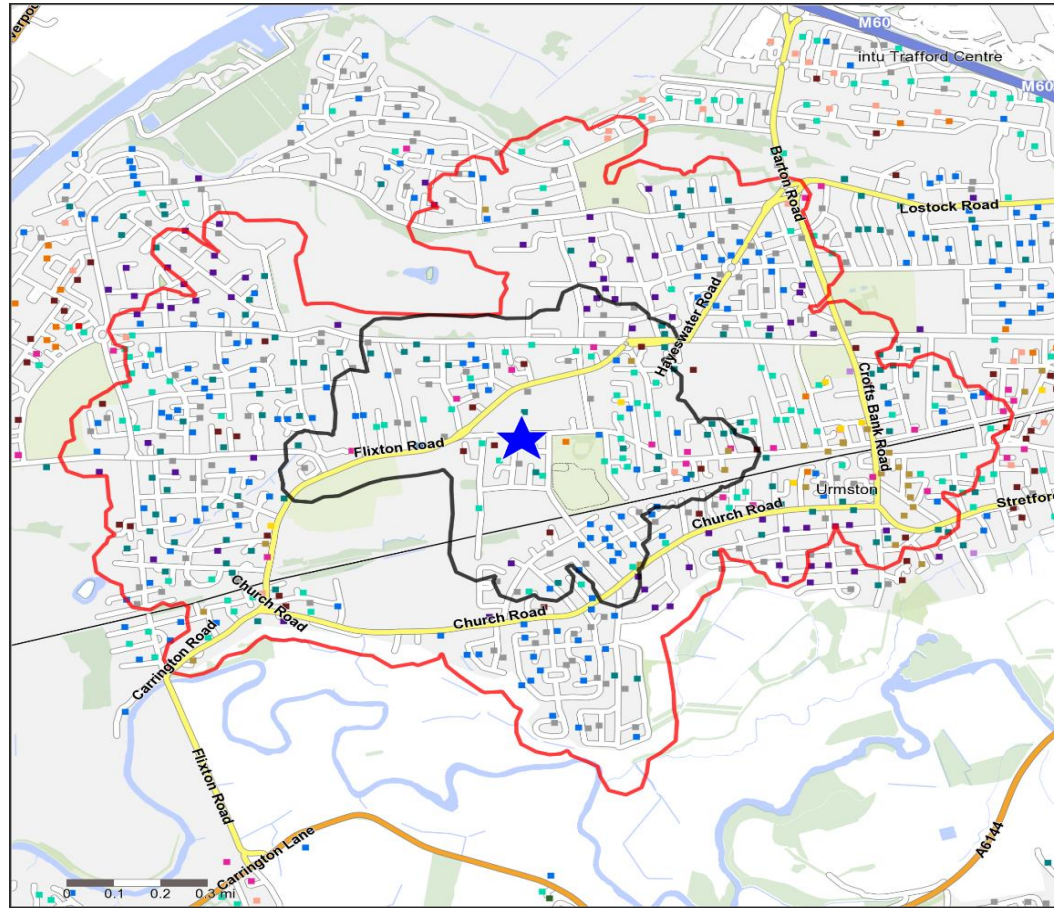 verpoo
M60
intu Trafford Centre
M60
Barton Road
Lostock Road
Hayeswater Road
Crofts Bank Road
Flixton Road
Urmston
Stretford
Church Road
Church Road
Church Road
Carrington Road
Flixton Road
Carrington Lane
A6144
0 0.1 0.2 0.3 mi